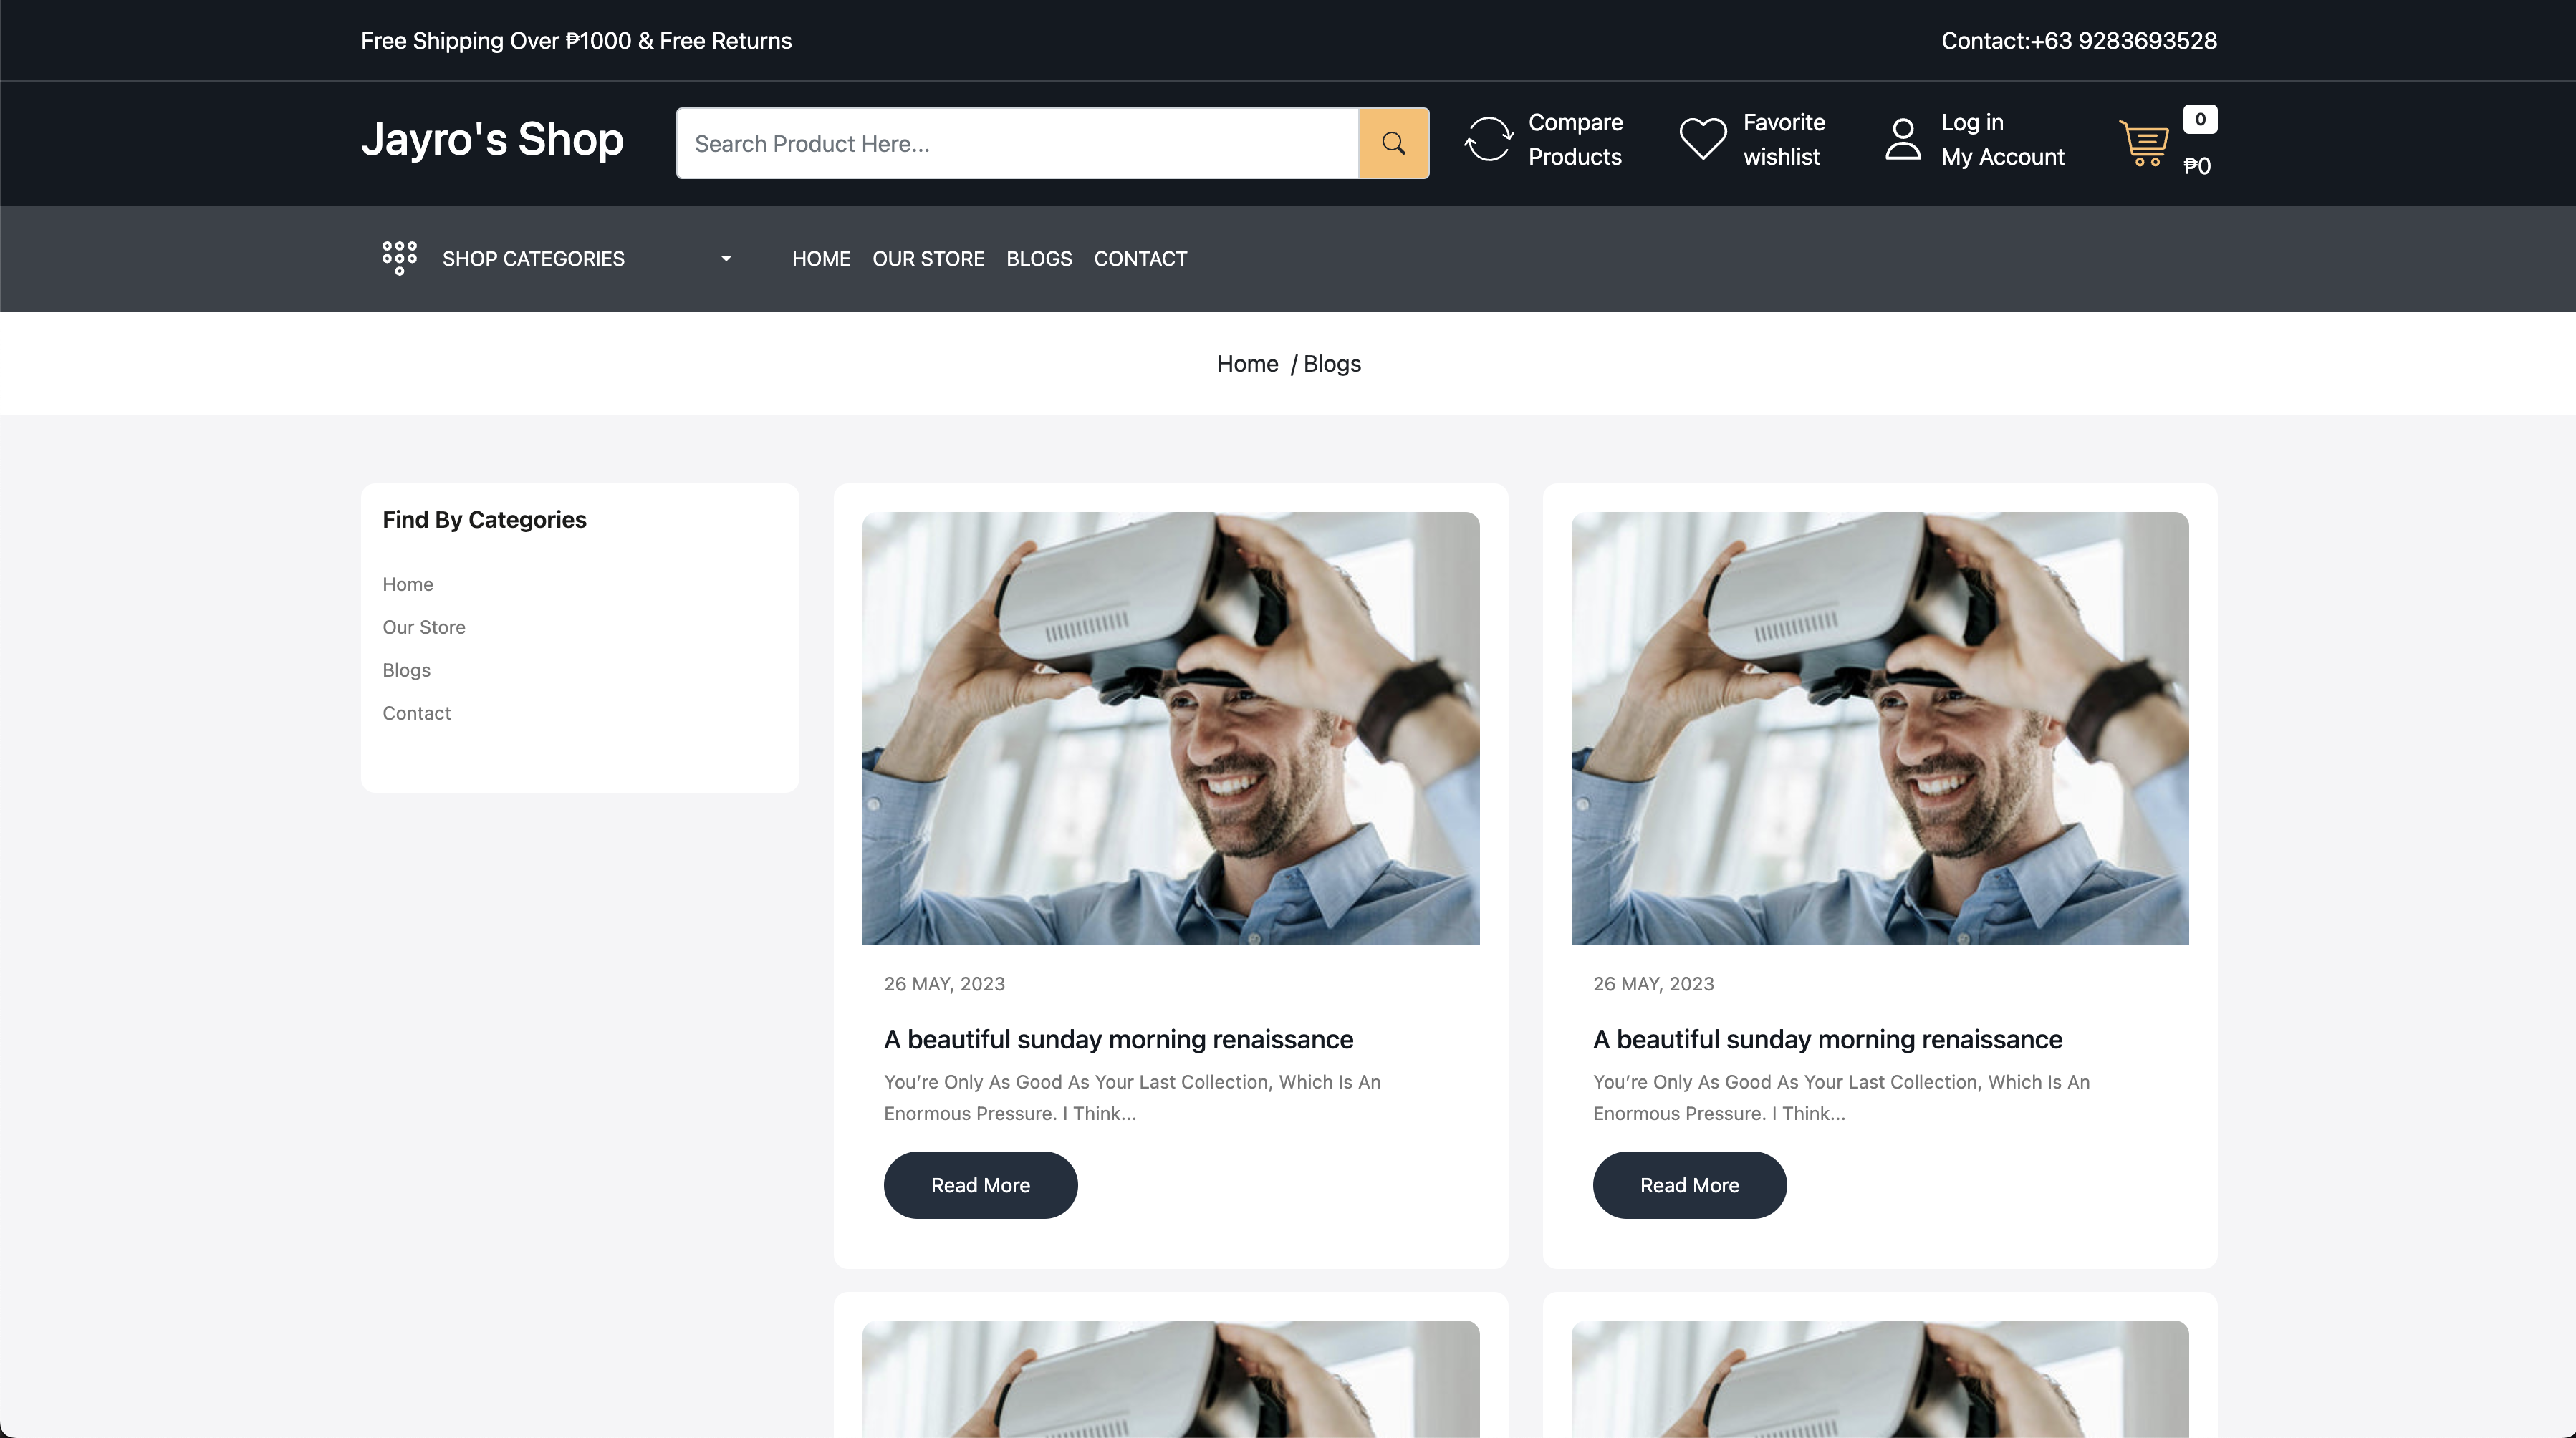 Free Shipping Over ₱1000 & Free Returns
Contact:+63 9283693528
Jayro's Shop
Search Product Here...
Compare
Products
Favorite
wishlist
Log in
My Account
0
₱0
SHOP CATEGORIES
HOME
OUR STORE
BLOGS
CONTACT
Home / Blogs
Find By Categories
Home
Our Store
Blogs
Contact
26 MAY, 2023
A beautiful sunday morning renaissance
You’re Only As Good As Your Last Collection, Which Is An
Enormous Pressure. I Think...
Read More
26 MAY, 2023
A beautiful sunday morning renaissance
You’re Only As Good As Your Last Collection, Which Is An
Enormous Pressure. I Think...
Read More